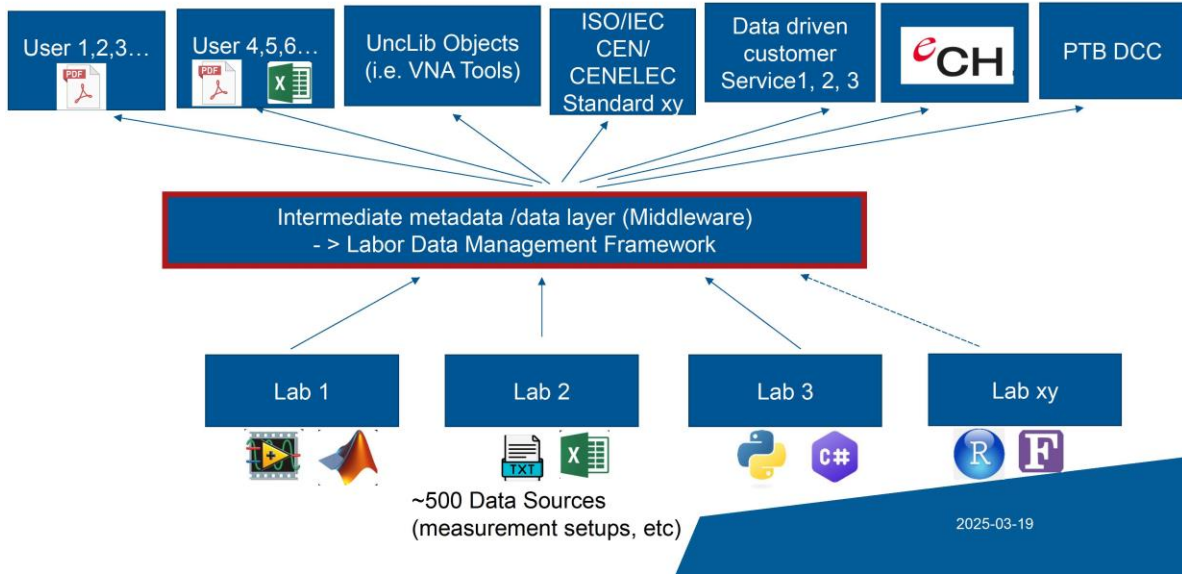 User 1,2,3…
PDF
User 4,5,6…
PDF
X
UncLib Objects
(i.e. VNA Tools)
ISO/IEC
CEN/
CENELEC
Standard xy
Data driven
customer
Service1, 2, 3
eCH
PTB DCC
Intermediate metadata /data layer (Middleware)
- > Labor Data Management Framework
Lab 1
Lab 2
Lab 3
Lab xy
TXT
X
C#
R
F
~500 Data Sources
(measurement setups, etc)
2025-03-19